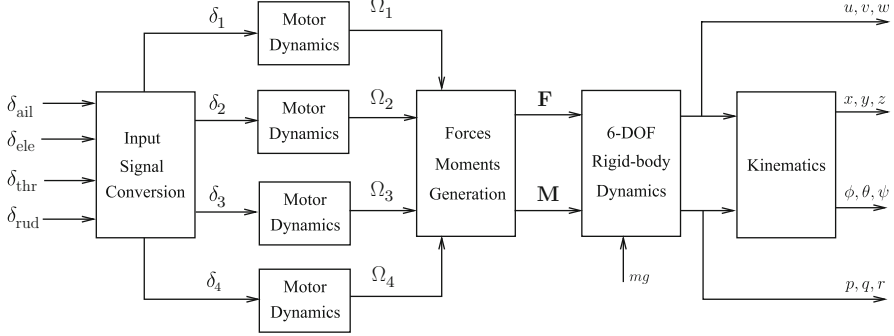 δ_ail
δ_ele
δ_thr
δ_rud
Input
Signal
Conversion
δ_1
δ_2
δ_3
δ_4
Motor
Dynamics
Motor
Dynamics
Motor
Dynamics
Motor
Dynamics
Ω_1
Ω_2
Ω_3
Ω_4
Forces
Moments
Generation
F
M
6-DOF
Rigid-body
Dynamics
mg
Kinematics
u, v, w
x, y, z
ϕ, θ, ψ
p, q, r